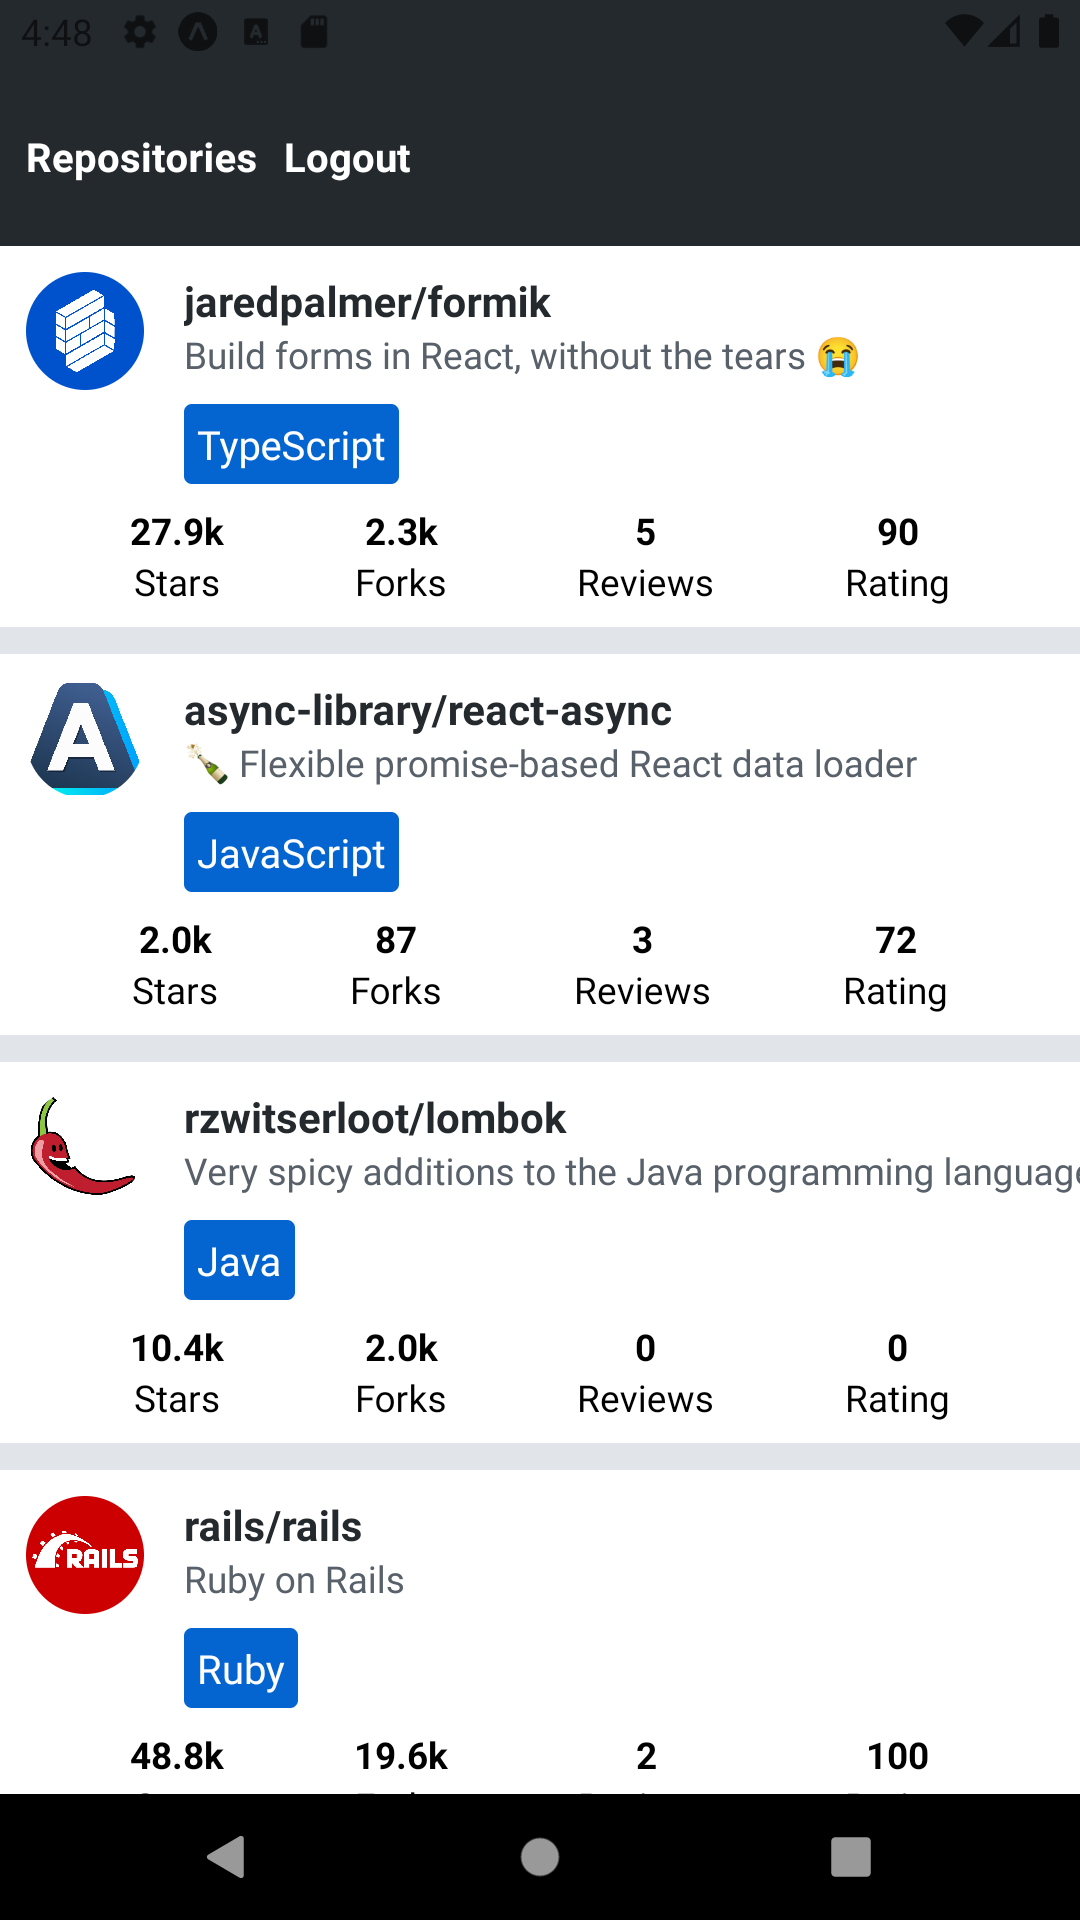 4:48
Repositories Logout
jaredpalmer/formik
Build forms in React, without the tears 😭
TypeScript
27.9k 2.3k 5 90
Stars Forks Reviews Rating
A
async-library/react-async
🍾 Flexible promise-based React data loader
JavaScript
2.0k 87 3 72
Stars Forks Reviews Rating
rzwitserloot/lombok
Very spicy additions to the Java programming language
Java
10.4k 2.0k 0 0
Stars Forks Reviews Rating
RAILS
rails/rails
Ruby on Rails
Ruby
48.8k 19.6k 2 100